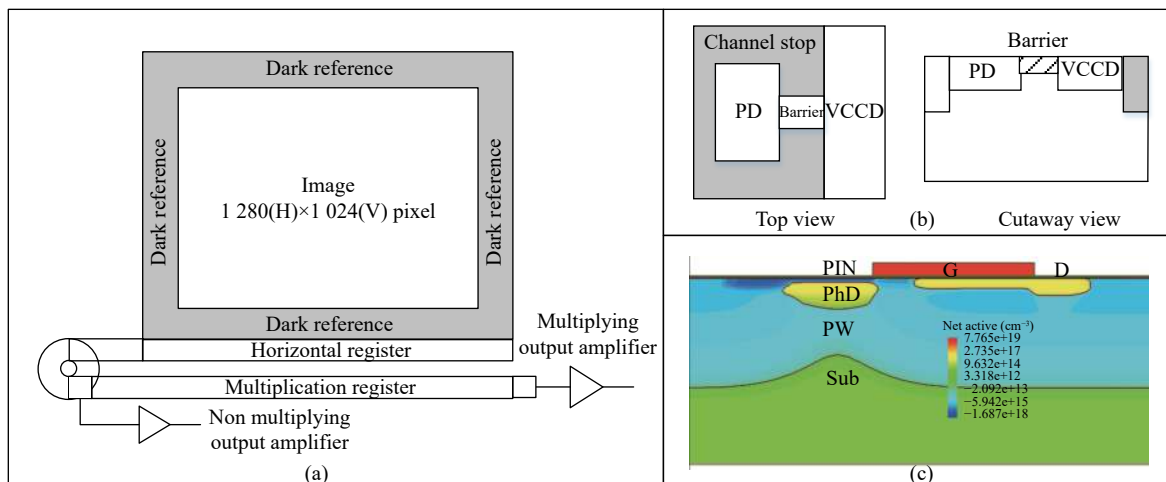 Dark reference
Dark reference
Image
1 280(H)×1 024(V) pixel
Dark reference
Dark reference
Horizontal register
Multiplication register
Multiplying
output amplifier
Non multiplying
output amplifier
(a)
Channel stop
PD
Barrier
VCCD
Top view
Barrier
PD
VCCD
Cutaway view
(b)
PIN
G
D
PhD
PW
Sub
Net active (cm⁻³)
7.765e+19
2.735e+17
9.632e+14
3.318e+12
−2.092e+13
−5.942e+15
−1.687e+18
(c)